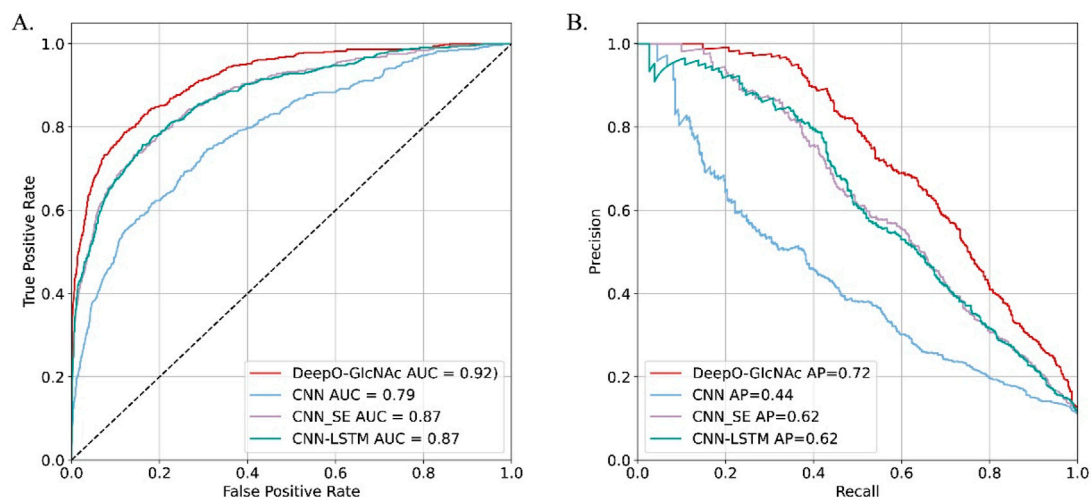 A.
1.0
0.8
0.6
0.4
0.2
0.0
True Positive Rate
0.0 0.2 0.4 0.6 0.8 1.0
False Positive Rate
DeepO-GlcNAc AUC = 0.92)
CNN AUC = 0.79
CNN_SE AUC = 0.87
CNN-LSTM AUC = 0.87
B.
1.0
0.8
0.6
0.4
0.2
0.0
Precision
0.0 0.2 0.4 0.6 0.8 1.0
Recall
DeepO-GlcNAc AP=0.72
CNN AP=0.44
CNN_SE AP=0.62
CNN-LSTM AP=0.62